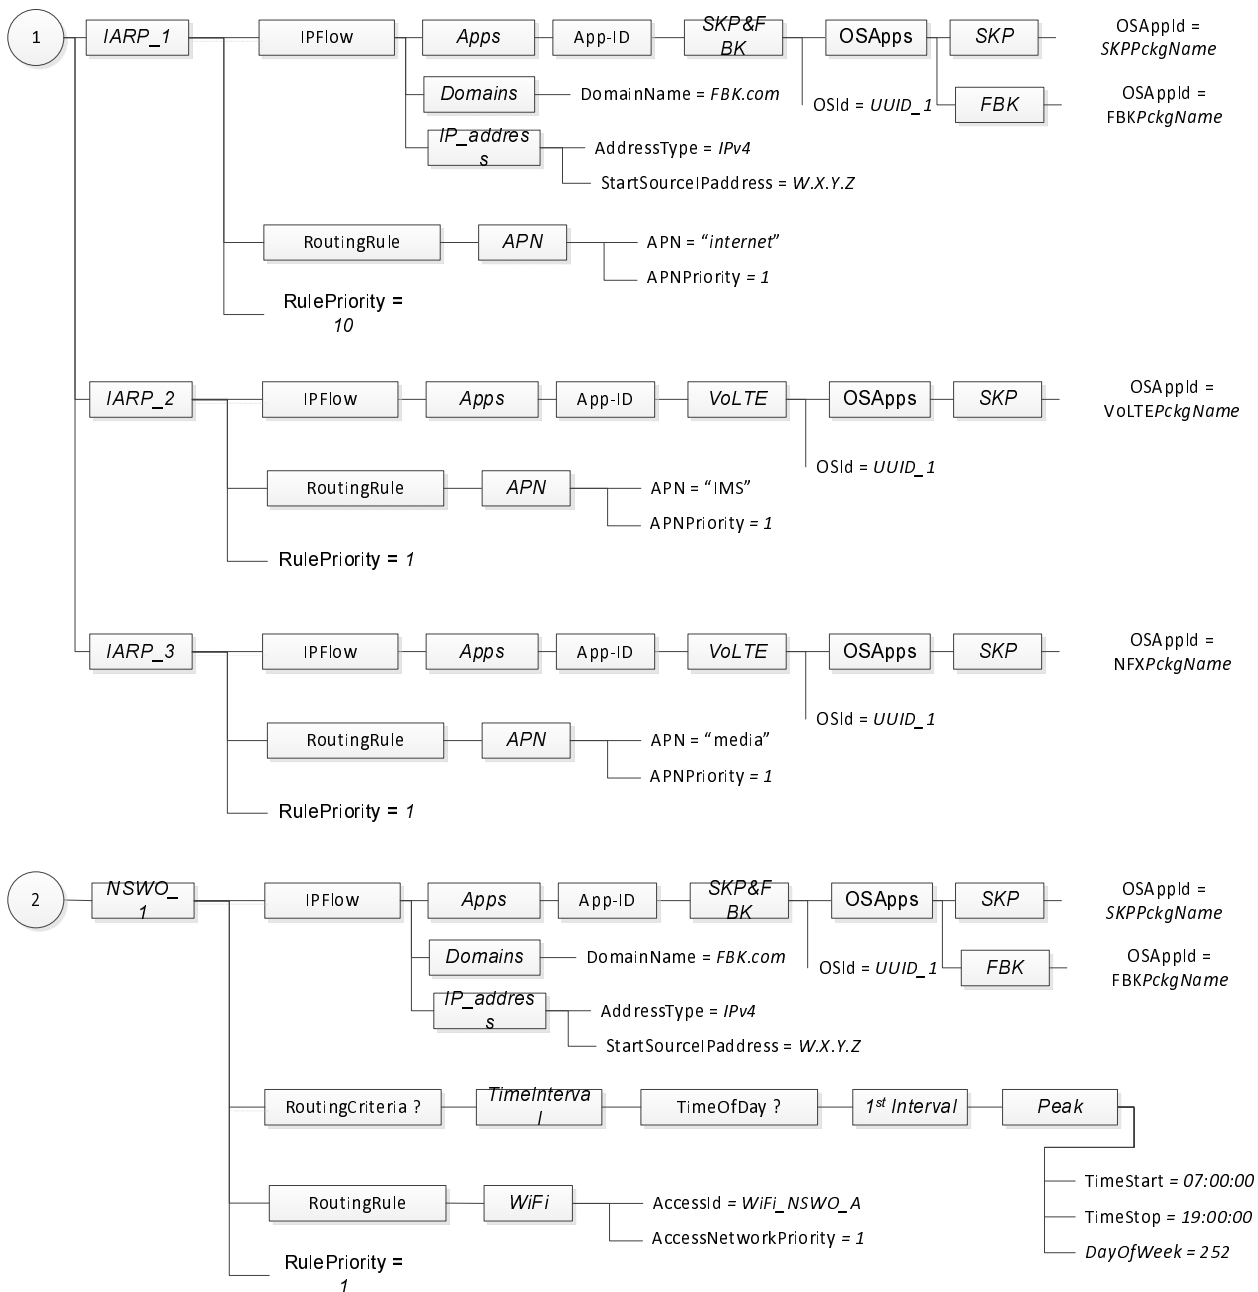 1
IARP_1
IPFlow
Apps
App-ID
SKP&F
BK
OSApps
SKP
OSAppId =
SKPPckgName
Domains
DomainName = FBK.com
OSId = UUID_1
FBK
OSAppId =
FBKPckgName
IP_addres
s
AddressType = IPv4
StartSourceIPaddress = W.X.Y.Z
RoutingRule
APN
APN = “internet”
APNPriority = 1
RulePriority =
10
IARP_2
IPFlow
Apps
App-ID
VoLTE
OSApps
SKP
OSAppId =
VoLTEPckgName
OSId = UUID_1
RoutingRule
APN
APN = “IMS”
APNPriority = 1
RulePriority = 1
IARP_3
IPFlow
Apps
App-ID
VoLTE
OSApps
SKP
OSAppId =
NFXPckgName
OSId = UUID_1
RoutingRule
APN
APN = “media”
APNPriority = 1
RulePriority = 1
2
NSWO_
1
IPFlow
Apps
App-ID
SKP&F
BK
OSApps
SKP
OSAppId =
SKPPckgName
Domains
DomainName = FBK.com
OSId = UUID_1
FBK
OSAppId =
FBKPckgName
IP_addres
s
AddressType = IPv4
StartSourceIPaddress = W.X.Y.Z
RoutingCriteria ?
TimeInterva
l
TimeOfDay ?
1st Interval
Peak
TimeStart = 07:00:00
TimeStop = 19:00:00
DayOfWeek = 252
RoutingRule
WiFi
AccessId = WiFi_NSWO_A
AccessNetworkPriority = 1
RulePriority =
1